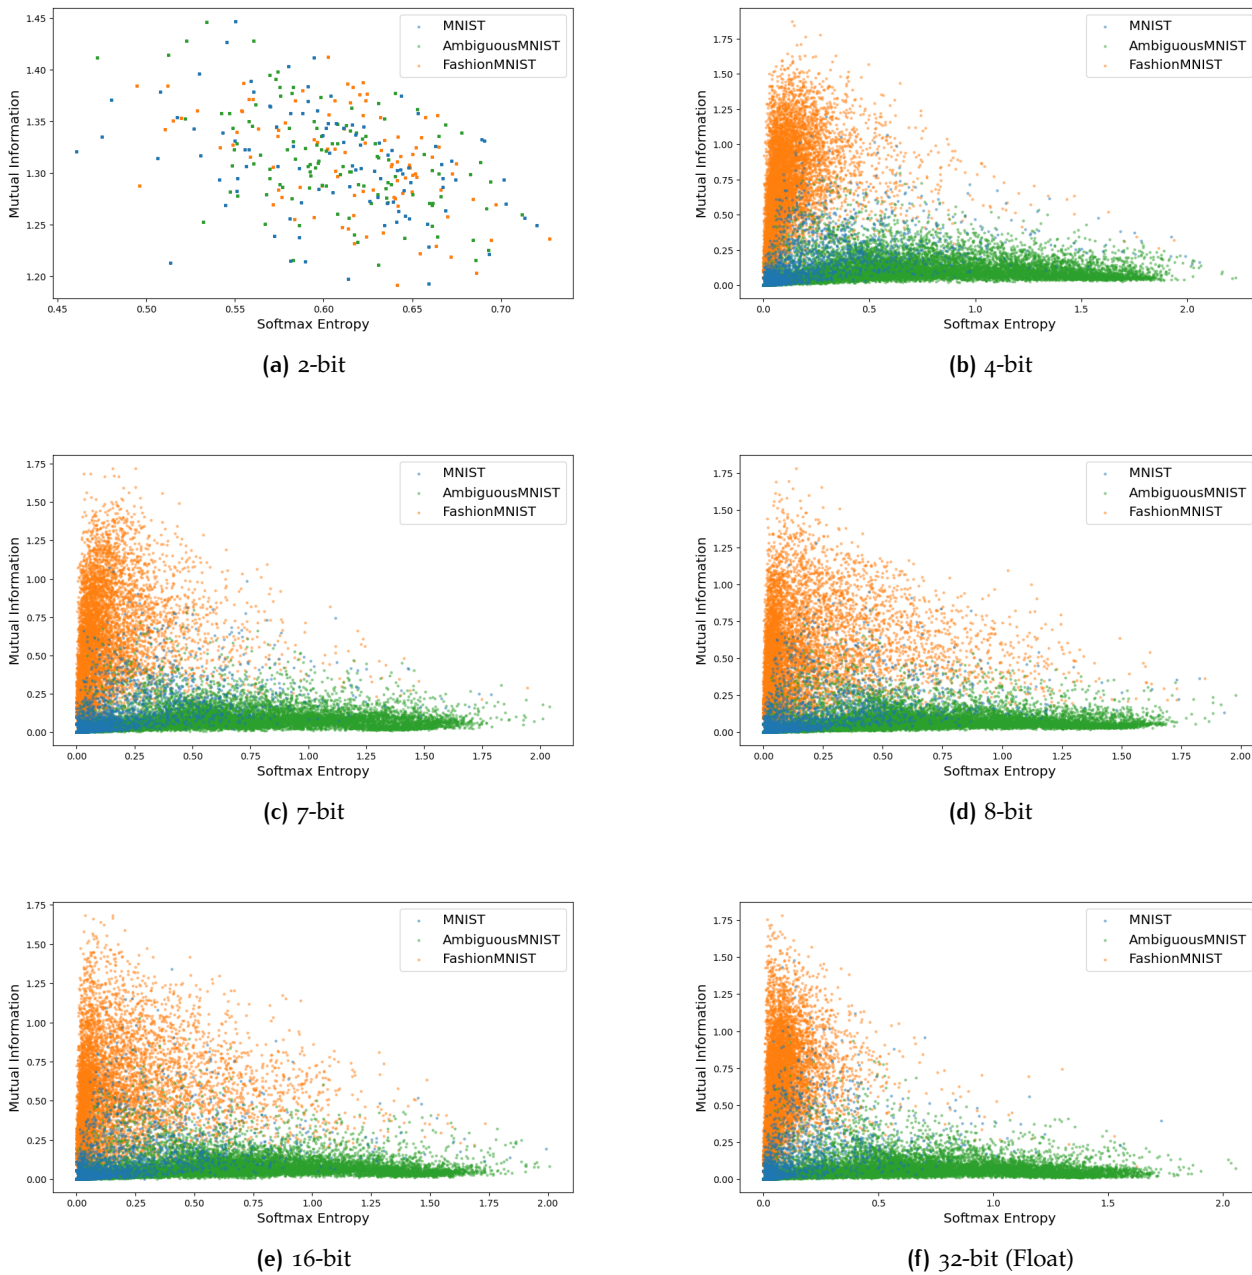 1.45
1.40
1.35
1.30
1.25
1.20
Mutual Information
MNIST
AmbiguousMNIST
FashionMNIST
0.45 0.50 0.55 0.60 0.65 0.70
Softmax Entropy
(a) 2-bit
1.75
1.50
1.25
1.00
0.75
0.50
0.25
0.00
Mutual Information
MNIST
AmbiguousMNIST
FashionMNIST
0.0 0.5 1.0 1.5 2.0
Softmax Entropy
(b) 4-bit
1.75
1.50
1.25
1.00
0.75
0.50
0.25
0.00
Mutual Information
MNIST
AmbiguousMNIST
FashionMNIST
0.00 0.25 0.50 0.75 1.00 1.25 1.50 1.75 2.00
Softmax Entropy
(c) 7-bit
1.75
1.50
1.25
1.00
0.75
0.50
0.25
0.00
Mutual Information
MNIST
AmbiguousMNIST
FashionMNIST
0.00 0.25 0.50 0.75 1.00 1.25 1.50 1.75 2.00
Softmax Entropy
(d) 8-bit
1.75
1.50
1.25
1.00
0.75
0.50
0.25
0.00
Mutual Information
MNIST
AmbiguousMNIST
FashionMNIST
0.00 0.25 0.50 0.75 1.00 1.25 1.50 1.75 2.00
Softmax Entropy
(e) 16-bit
1.75
1.50
1.25
1.00
0.75
0.50
0.25
0.00
Mutual Information
MNIST
AmbiguousMNIST
FashionMNIST
0.0 0.5 1.0 1.5 2.0
Softmax Entropy
(f) 32-bit (Float)